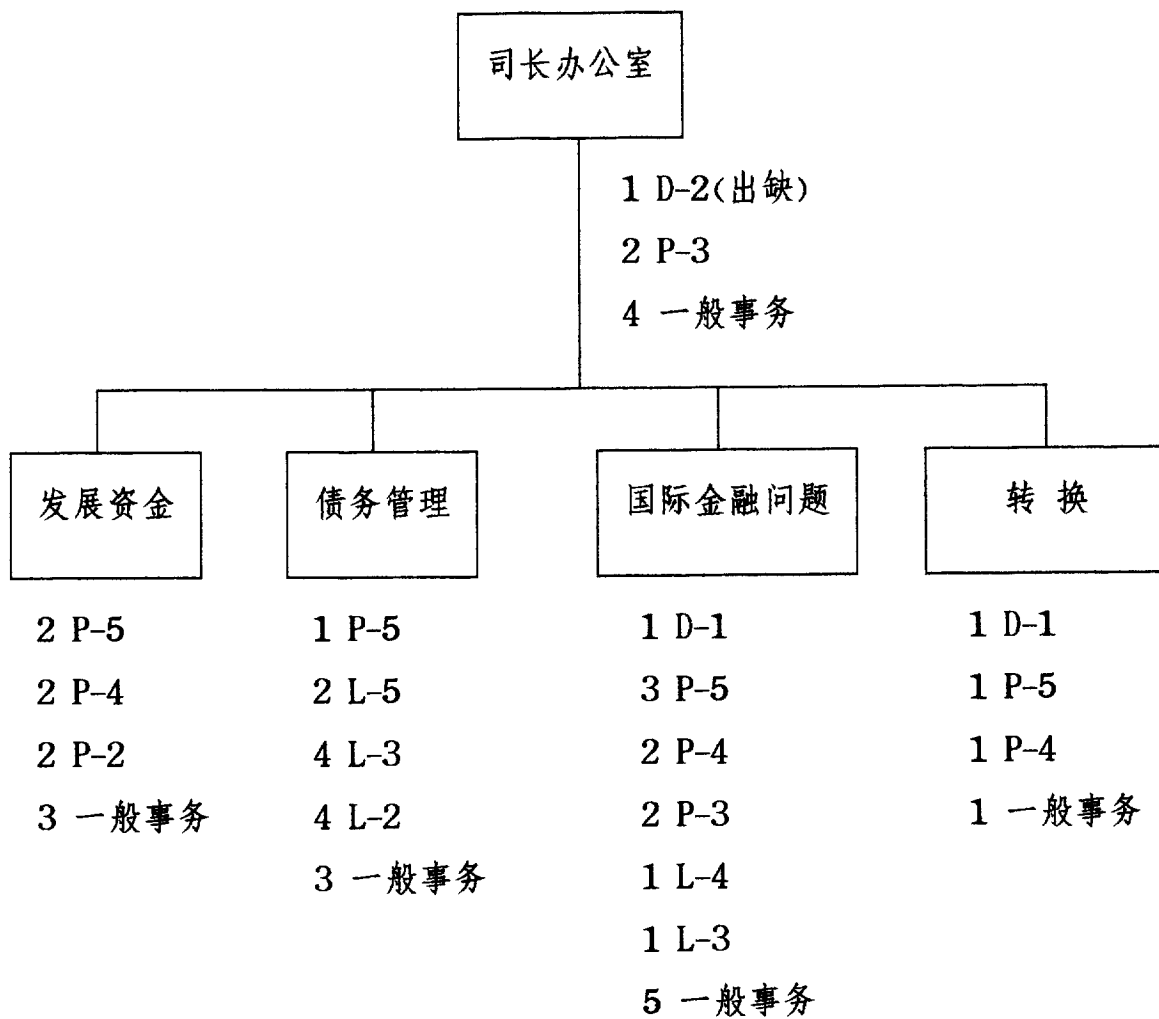 司长办公室
1 D-2(出缺)
2 P-3
4 一般事务
发展资金
债务管理
国际金融问题
转 换
2 P-5
2 P-4
2 P-2
3 一般事务
1 P-5
2 L-5
4 L-3
4 L-2
3 一般事务
1 D-1
3 P-5
2 P-4
2 P-3
1 L-4
1 L-3
5 一般事务
1 D-1
1 P-5
1 P-4
1 一般事务